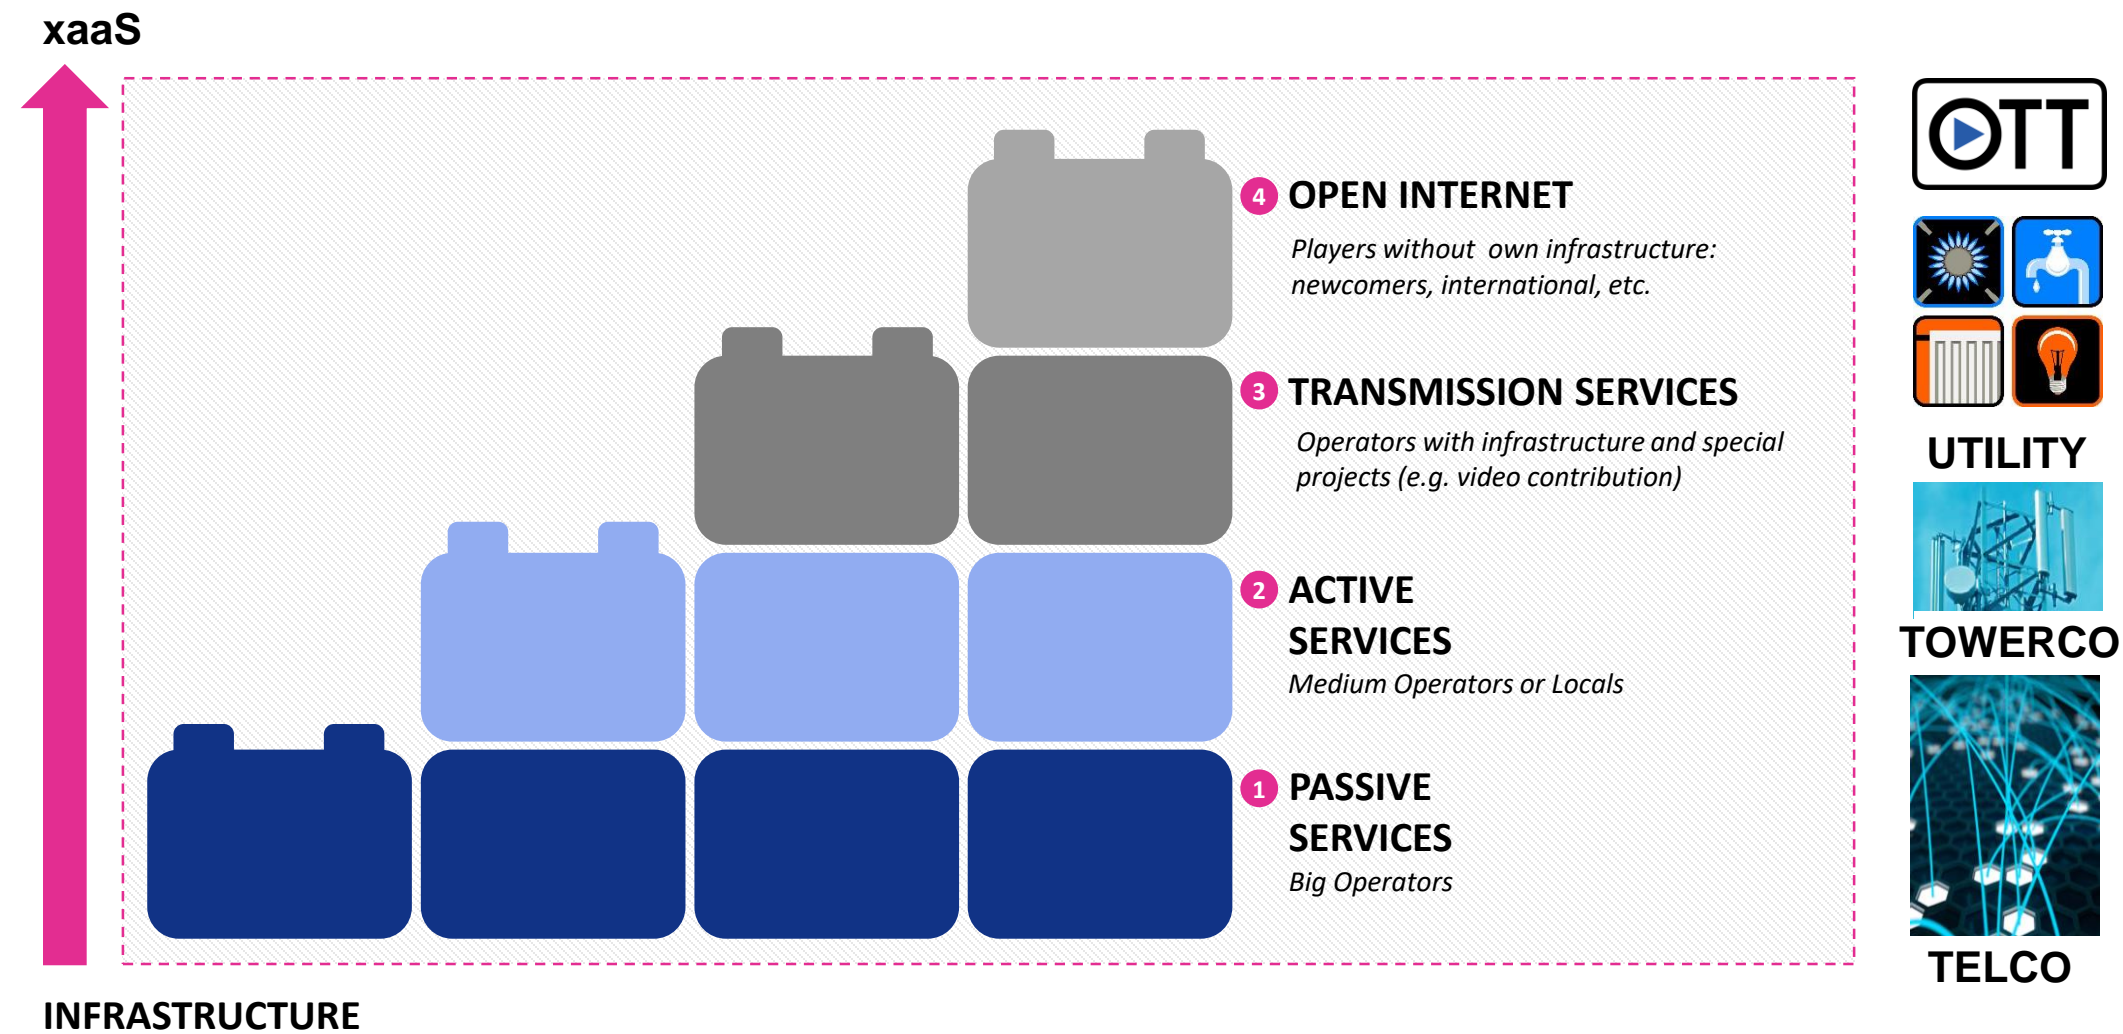 xaaS
OTT
4 OPEN INTERNET
Players without own infrastructure:
newcomers, international, etc.
3 TRANSMISSION SERVICES
Operators with infrastructure and special
projects (e.g. video contribution)
UTILITY
2 ACTIVE
SERVICES
Medium Operators or Locals
TOWERCO
1 PASSIVE
SERVICES
Big Operators
TELCO
INFRASTRUCTURE